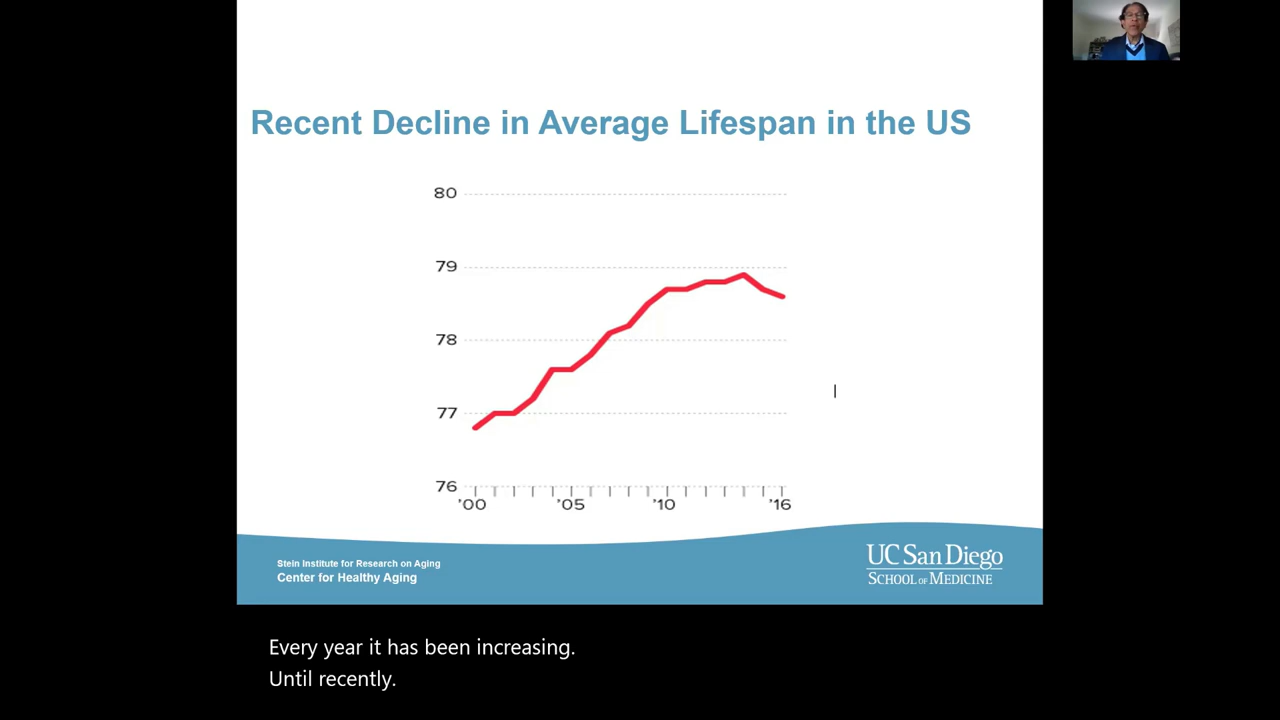 Recent Decline in Average Lifespan in the US
80
79
78
77
76
'00 '05 '10 '16
Stein Institute for Research on Aging
Center for Healthy Aging
UC San Diego
SCHOOL OF MEDICINE
Every year it has been increasing.
Until recently.